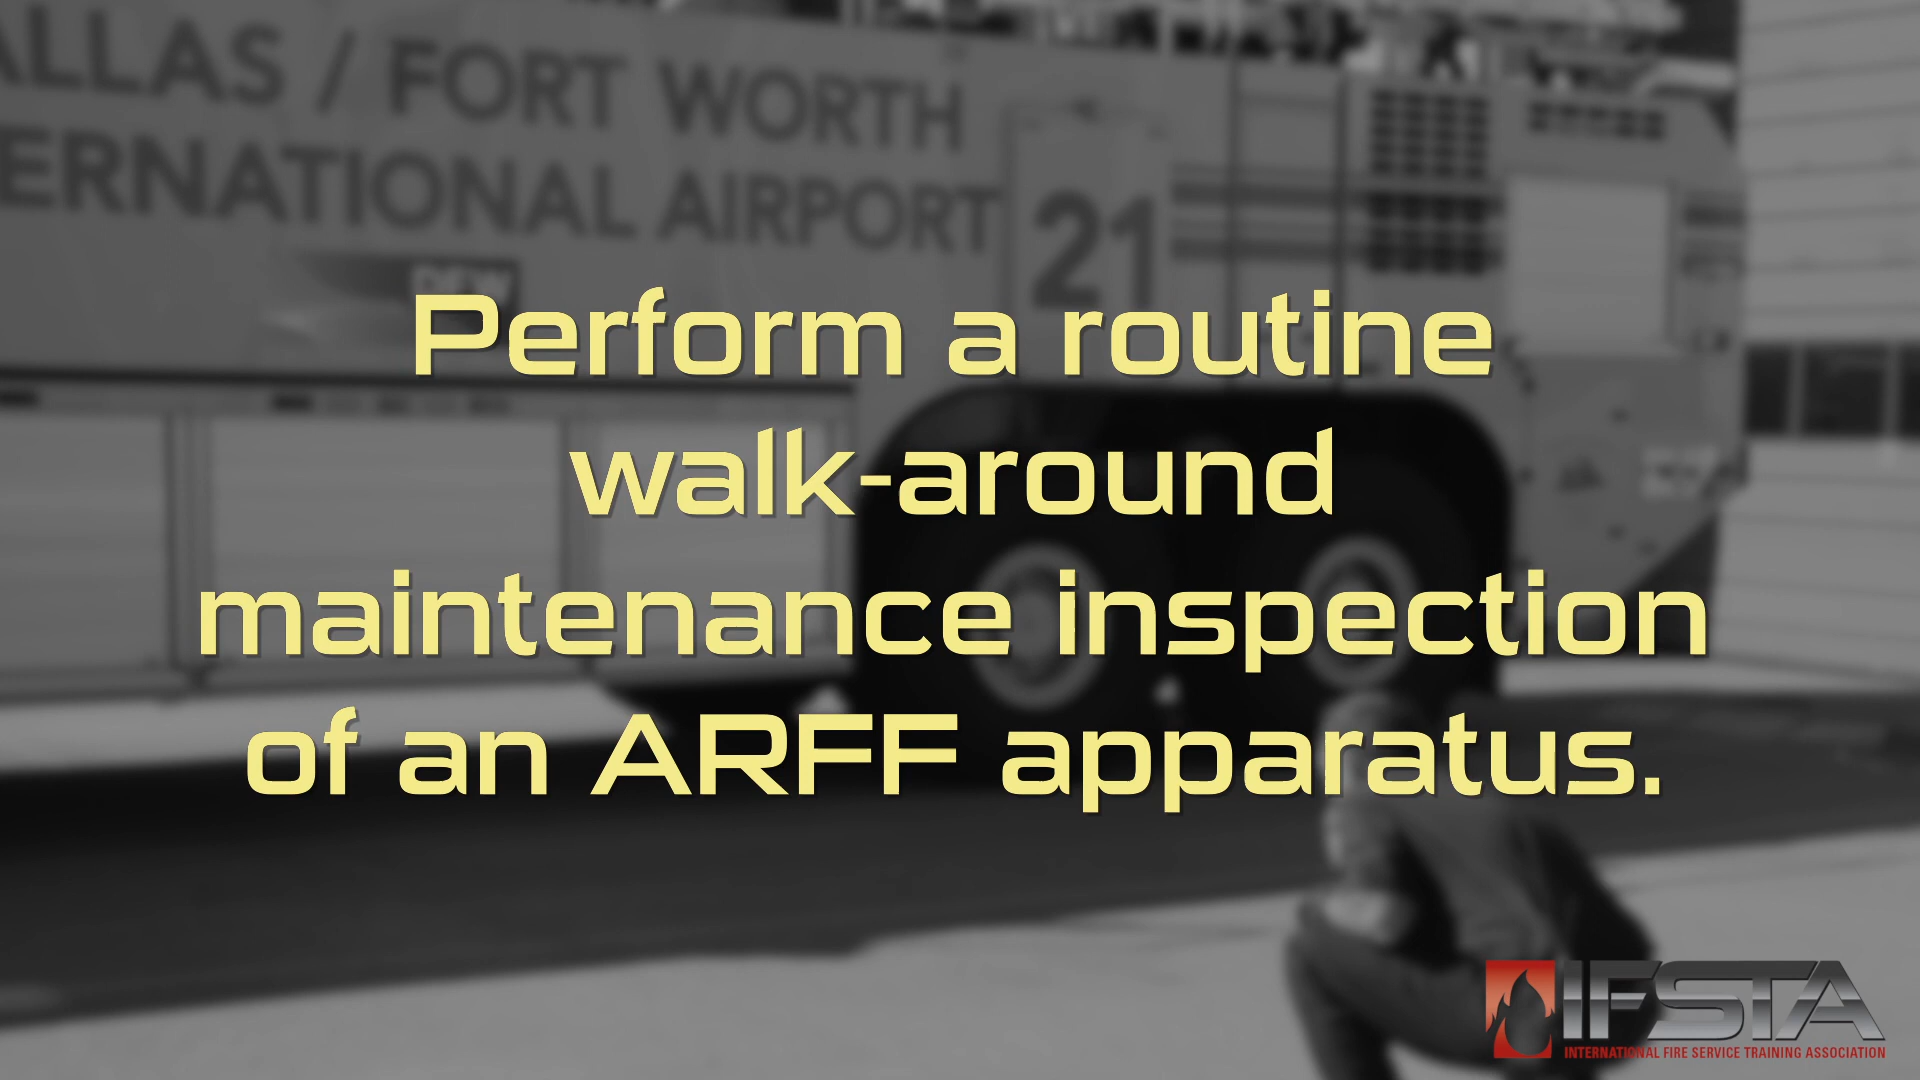 ALLAS / FORT WORTH
ERNATIONAL AIRPORT
21
DFW
Perform a routine
walk-around
maintenance inspection
of an ARFF apparatus.
IFSTA
INTERNATIONAL FIRE SERVICE TRAINING ASSOCIATION